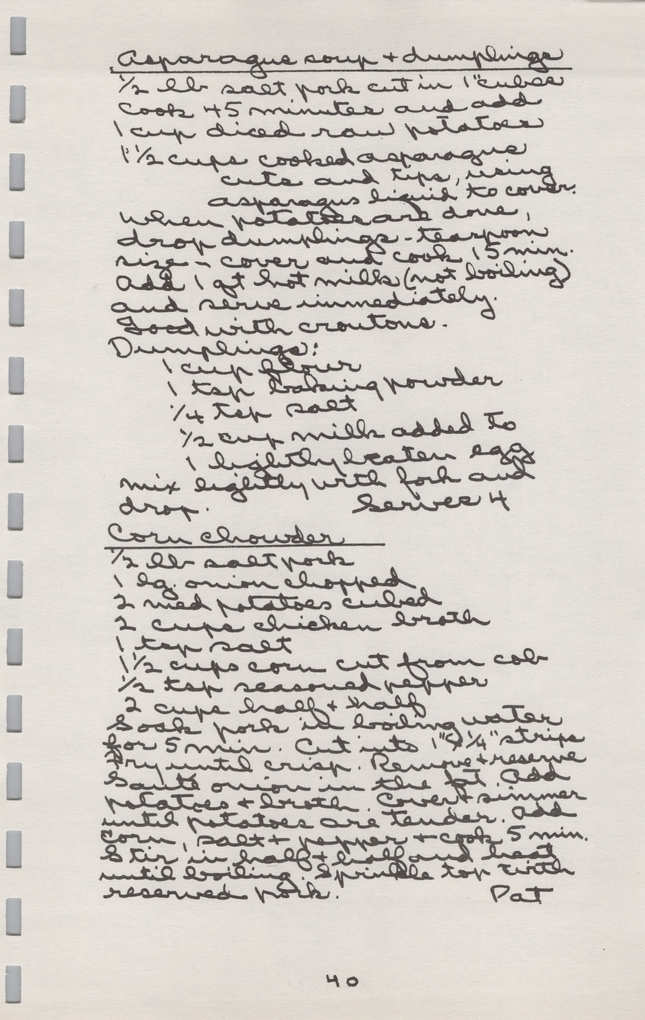 Asparagus soup + dumplings
1/2 lb salt pork cut in 1" cubes
Cook 45 minutes and add
1 cup diced raw potatoes
1 1/2 cups cooked asparagus
cuts and tips, using
asparagus liquid to cover.
When potatoes are done,
drop dumplings - teaspoon
size - cover and cook 15 min.
Add 1 qt hot milk (not boiling)
and serve immediately.
Good with croutons.
Dumplings:
1 cup flour
1 tsp baking powder
1/4 tsp salt
1/2 cup milk added to
1 lightly beaten egg
mix lightly with fork and
drop. Serves 4
Corn chowder
1/2 lb salt pork
1 lg. onion chopped
2 med potatoes cubed
2 cups chicken broth
1 tsp salt
1 1/2 cups corn cut from cob
1/2 tsp seasoned pepper
2 cups half + half
Soak pork in boiling water
for 5 min. Cut into 1" x 1/4" strips
Fry until crisp. Remove + reserve
Sauté onion in the fat. Add
potatoes + broth. Cover + simmer
until potatoes are tender. Add
corn, salt + pepper + cook 5 min.
Stir in half + half and heat
until boiling. Sprinkle top with
reserved pork. Pat
40